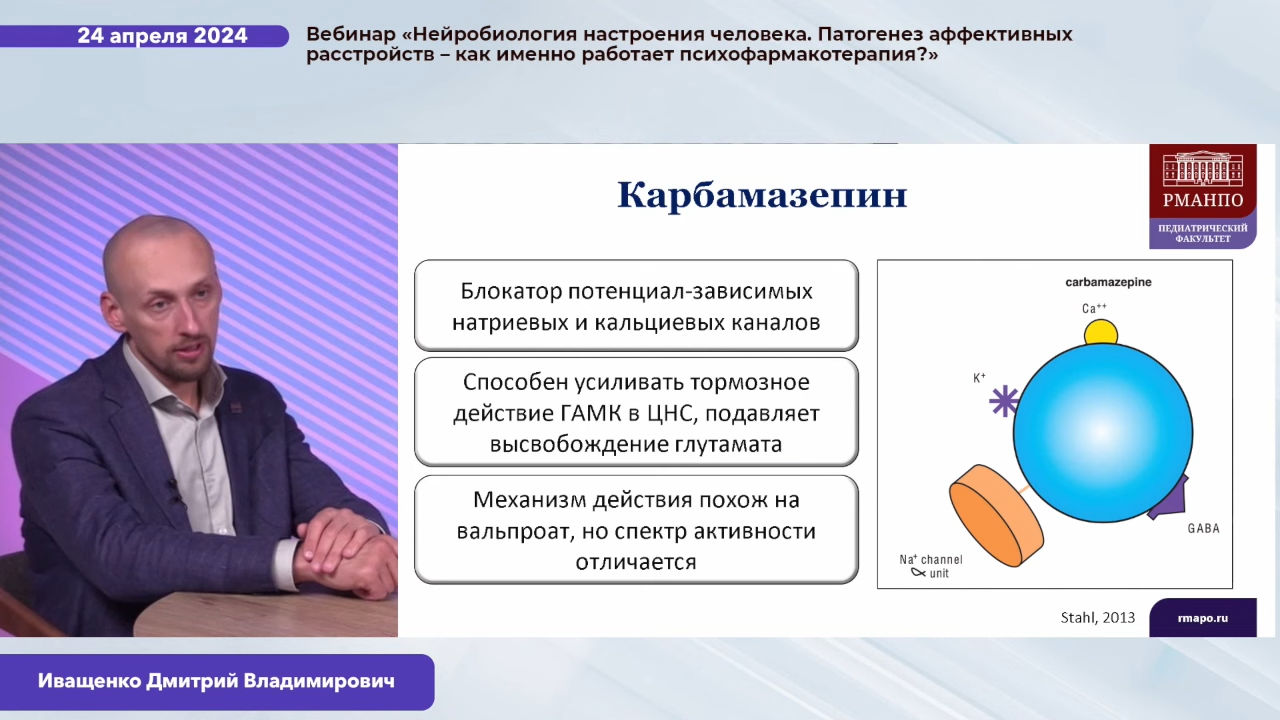 24 апреля 2024
Вебинар «Нейробиология настроения человека. Патогенез аффективных
расстройств – как именно работает психофармакотерапия?»
Карбамазепин
РМАНПО
ПЕДИАТРИЧЕСКИЙ
ФАКУЛЬТЕТ
Блокатор потенциал-зависимых
натриевых и кальциевых каналов
Способен усиливать тормозное
действие ГАМК в ЦНС, подавляет
высвобождение глутамата
Механизм действия похож на
вальпроат, но спектр активности
отличается
carbamazepine
Ca⁺⁺
K⁺
GABA
Na⁺ channel
α unit
Stahl, 2013
rmapo.ru
Иващенко Дмитрий Владимирович